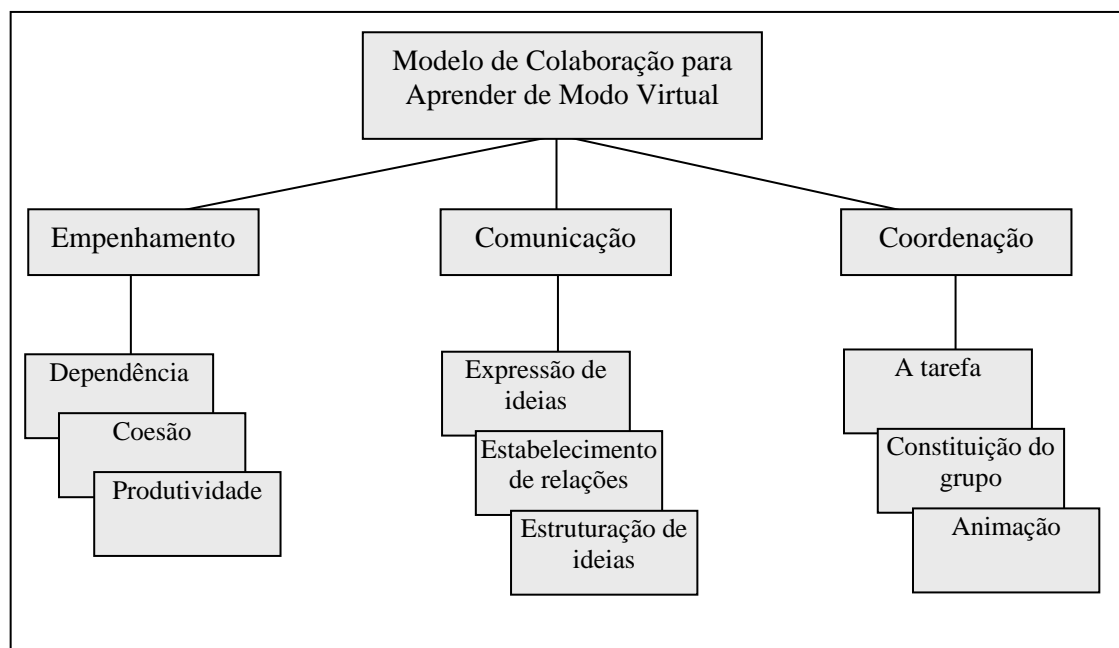 Modelo de Colaboração para
Aprender de Modo Virtual
Empenhamento
Comunicação
Coordenação
Dependência
Coesão
Produtividade
Expressão de
ideias
Estabelecimento
de relações
Estruturação de
ideias
A tarefa
Constituição do
grupo
Animação